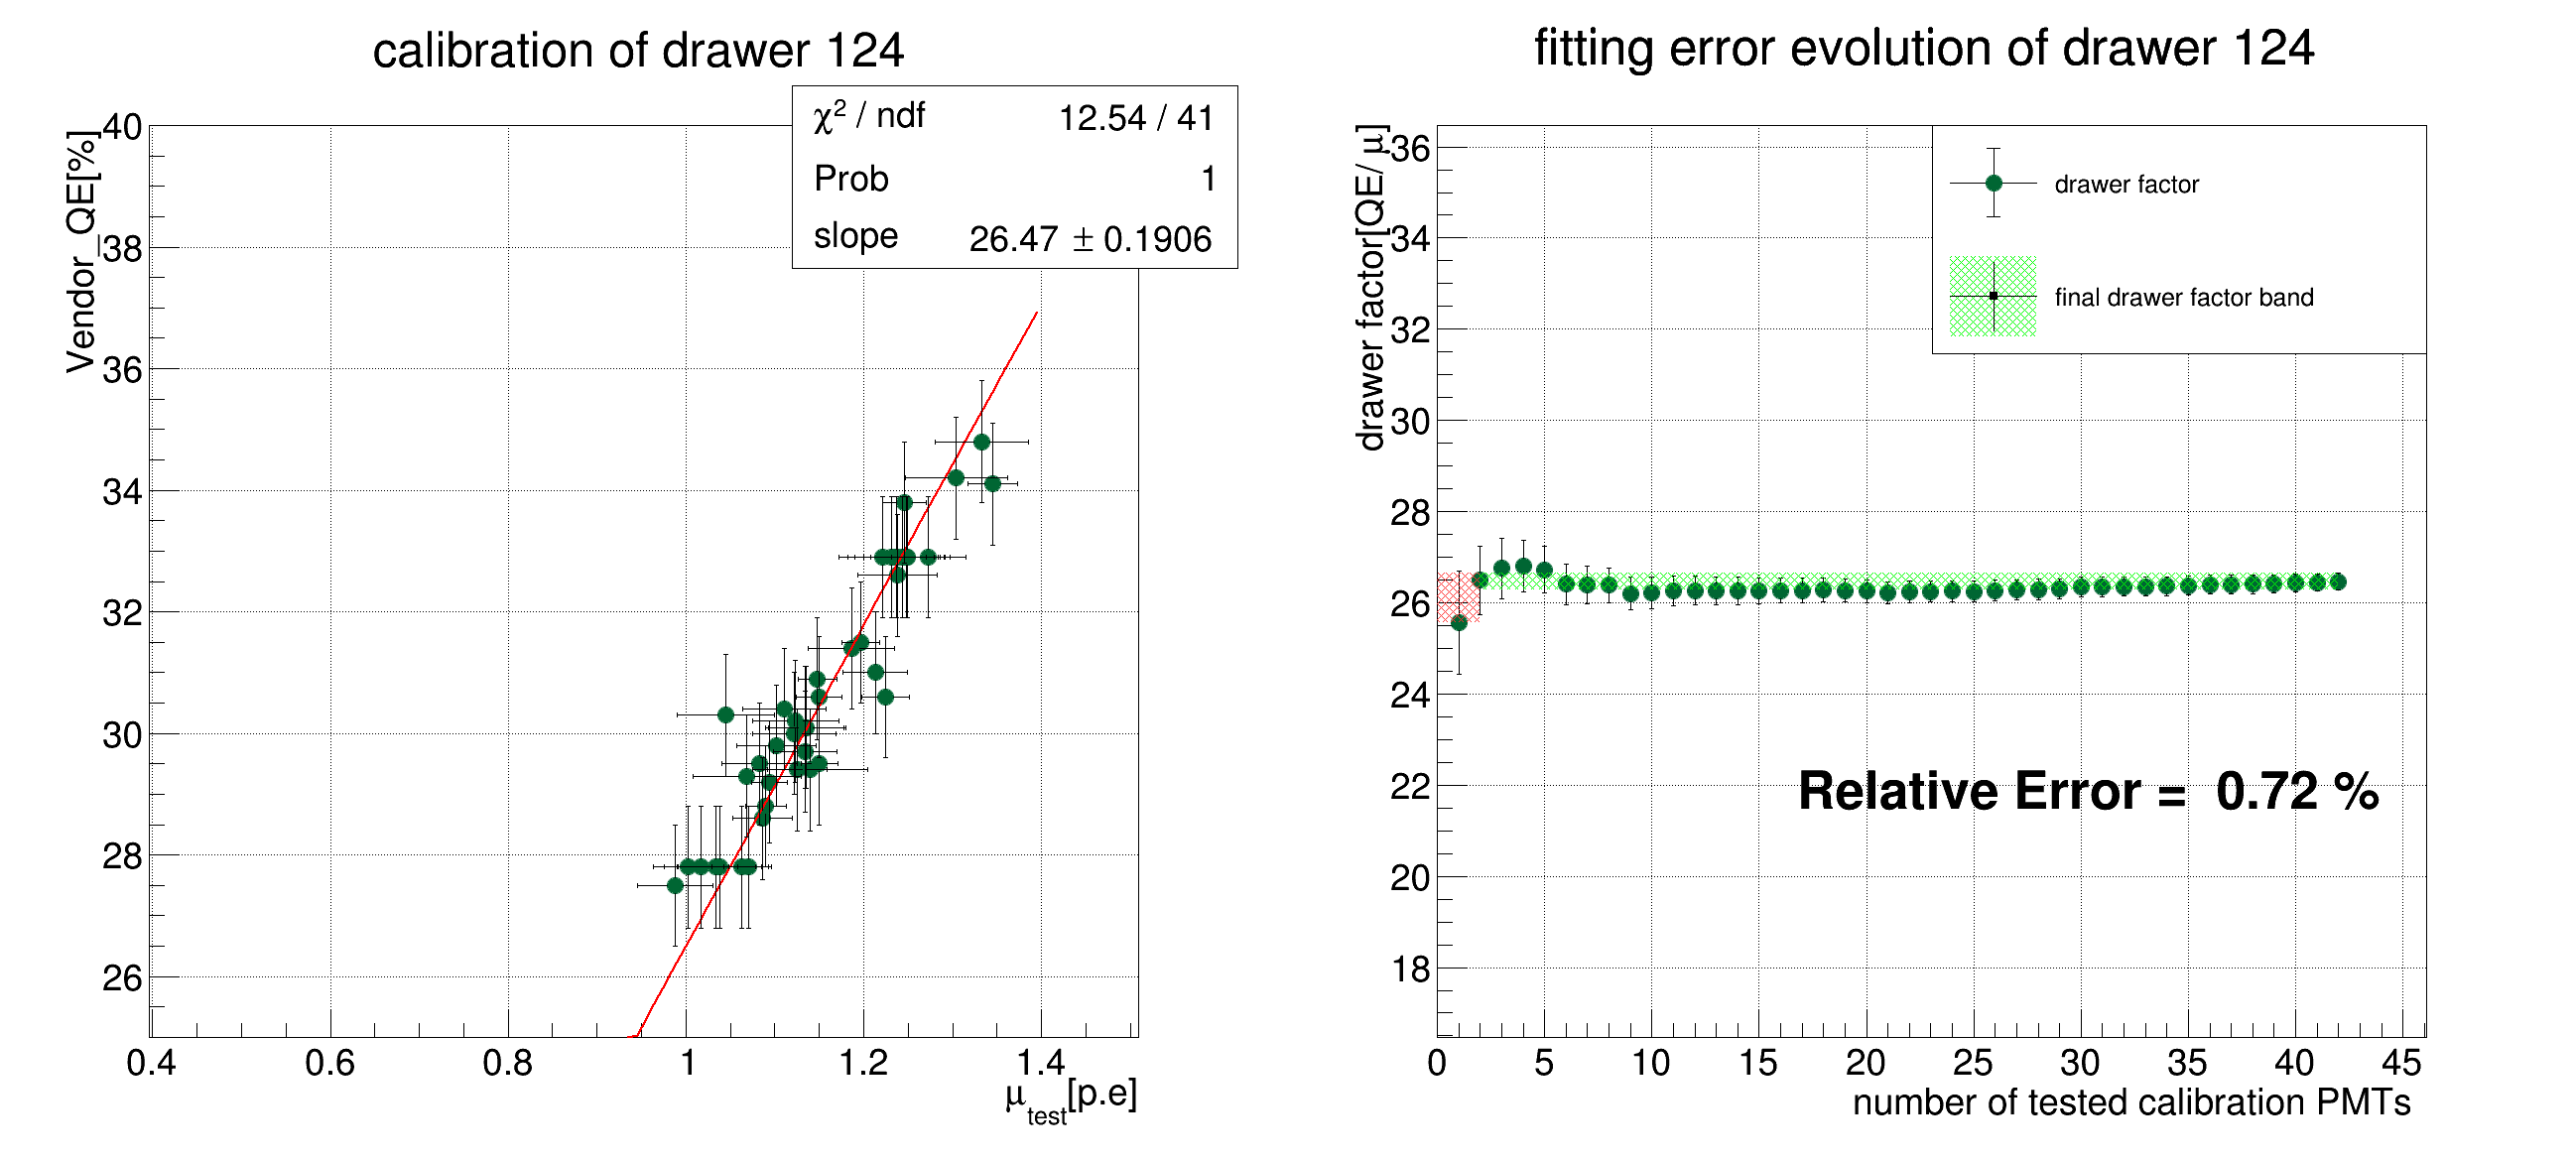 calibration of drawer 124
χ² / ndf 12.54 / 41
Prob 1
slope 26.47 ± 0.1906
Vendor_QE[%]
40
38
36
34
32
30
28
26
0.4 0.6 0.8 1 1.2 1.4
μtest[p.e]
fitting error evolution of drawer 124
drawer factor
final drawer factor band
drawer factor[QE/ μ]
36
34
32
30
28
26
24
22
20
18
Relative Error = 0.72 %
0 5 10 15 20 25 30 35 40 45
number of tested calibration PMTs